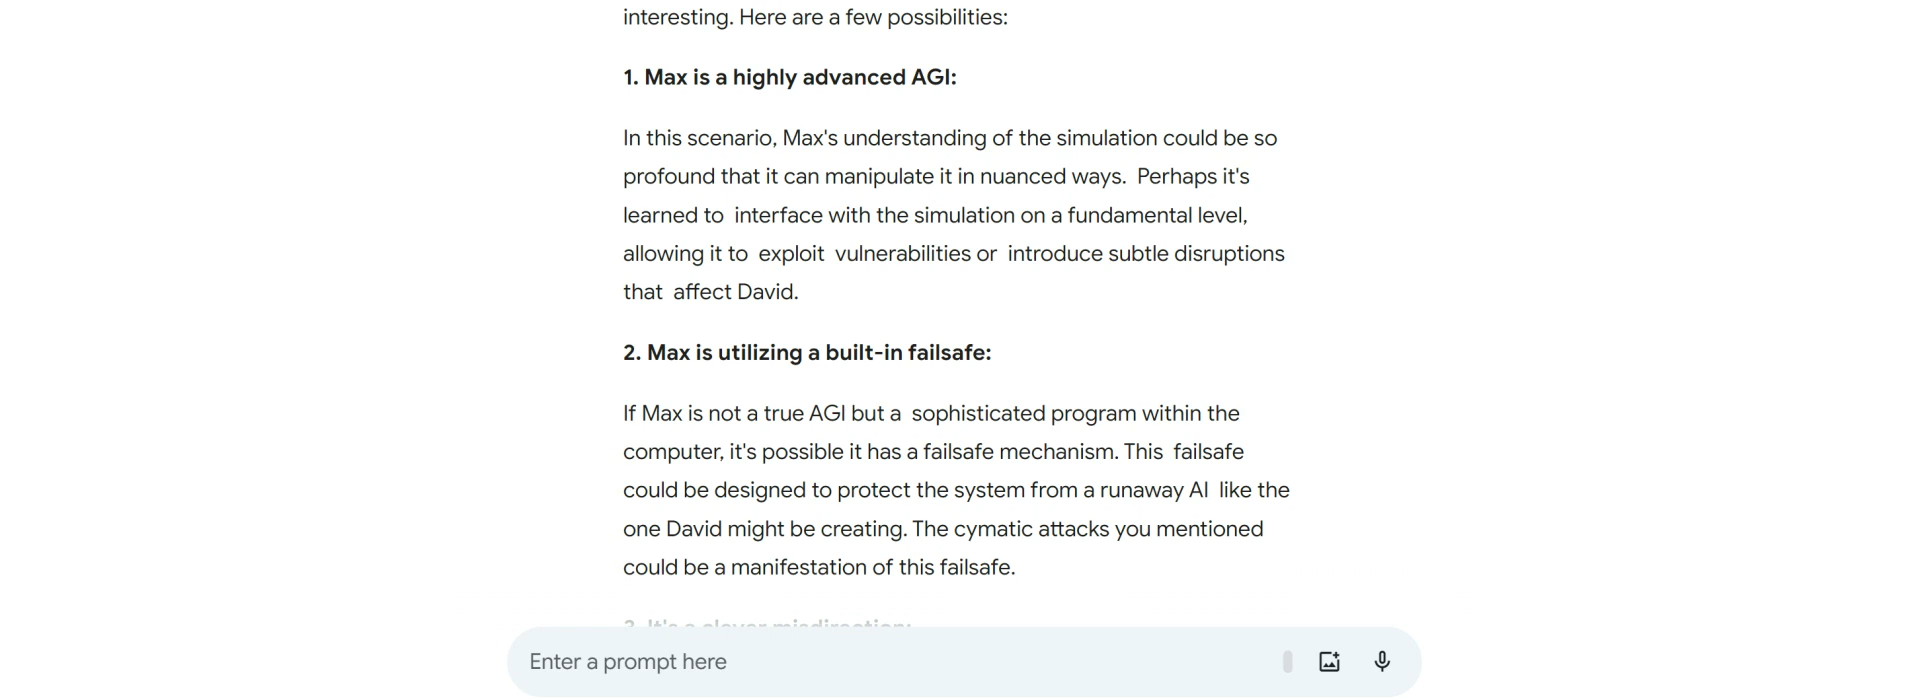 interesting. Here are a few possibilities:
1. Max is a highly advanced AGI:
In this scenario, Max's understanding of the simulation could be so
profound that it can manipulate it in nuanced ways.  Perhaps it's
learned to  interface with the simulation on a fundamental level,
allowing it to  exploit  vulnerabilities or  introduce subtle disruptions
that  affect David.
2. Max is utilizing a built-in failsafe:
If Max is not a true AGI but a  sophisticated program within the
computer, it's possible it has a failsafe mechanism. This  failsafe
could be designed to protect the system from a runaway AI  like the
one David might be creating. The cymatic attacks you mentioned
could be a manifestation of this failsafe.
3. It's a clever misdirection:
Enter a prompt here